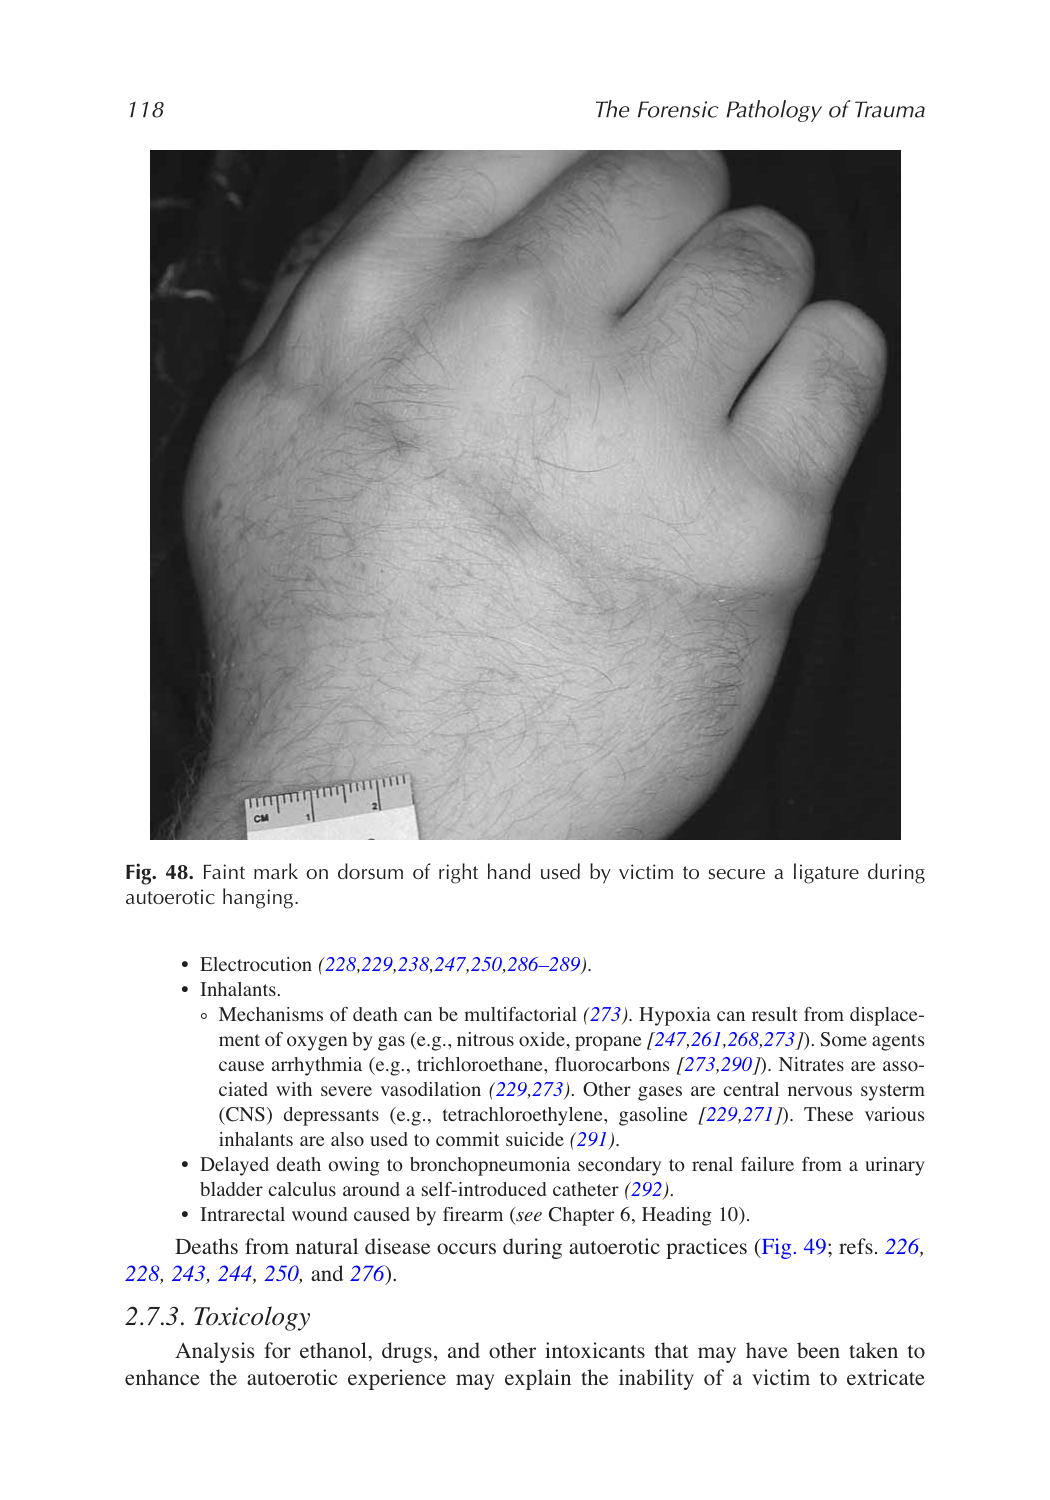 118
The Forensic Pathology of Trauma
CM 1 2
Fig. 48. Faint mark on dorsum of right hand used by victim to secure a ligature during
autoerotic hanging.
• Electrocution (228,229,238,247,250,286–289).
• Inhalants.
∘ Mechanisms of death can be multifactorial (273). Hypoxia can result from displace-
ment of oxygen by gas (e.g., nitrous oxide, propane [247,261,268,273]). Some agents
cause arrhythmia (e.g., trichloroethane, fluorocarbons [273,290]). Nitrates are asso-
ciated with severe vasodilation (229,273). Other gases are central nervous systerm
(CNS) depressants (e.g., tetrachloroethylene, gasoline [229,271]). These various
inhalants are also used to commit suicide (291).
• Delayed death owing to bronchopneumonia secondary to renal failure from a urinary
bladder calculus around a self-introduced catheter (292).
• Intrarectal wound caused by firearm (see Chapter 6, Heading 10).
Deaths from natural disease occurs during autoerotic practices (Fig. 49; refs. 226,
228, 243, 244, 250, and 276).
2.7.3. Toxicology
Analysis for ethanol, drugs, and other intoxicants that may have been taken to
enhance the autoerotic experience may explain the inability of a victim to extricate